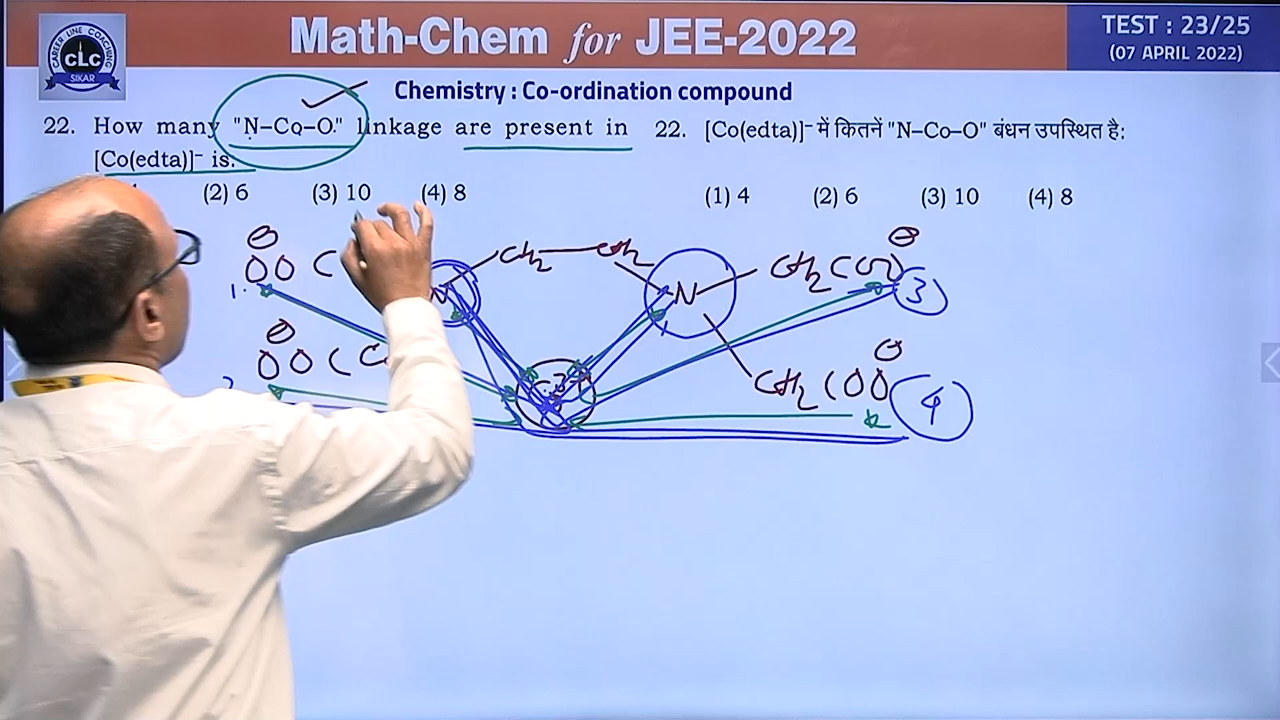 CAREER LINE COACHING
CLC
SIKAR
Math-Chem for JEE-2022
TEST : 23/25
(07 APRIL 2022)
Chemistry : Co-ordination compound
22. How many "N–Co–O" linkage are present in
[Co(edta)]⁻ is:
(2) 6 (3) 10 (4) 8
22. [Co(edta)]⁻ में कितनें "N–Co–O" बंधन उपस्थित है:
(1) 4 (2) 6 (3) 10 (4) 8
⊖ ⊖
OOC N CH2 CH2 N CH2COO
1. 3
⊖ ⊖
OOC CH2COO
2 4